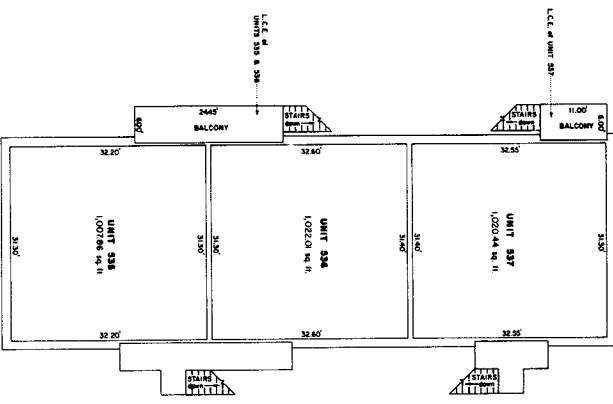 L.C.E. of
UNITS 535 & 536
L.C.E. of UNIT 537
24.45'
BALCONY
6.00'
STAIRS
down
STAIRS
down
11.00'
BALCONY
6.00'
32.20'
32.60'
32.55'
31.30'
UNIT 535
1,007.86 sq. ft.
31.30'
31.30'
UNIT 536
1,022.01 sq. ft.
31.40'
31.40'
UNIT 537
1,020.44 sq. ft.
31.30'
32.20'
32.60'
32.55'
STAIRS
down
STAIRS
down